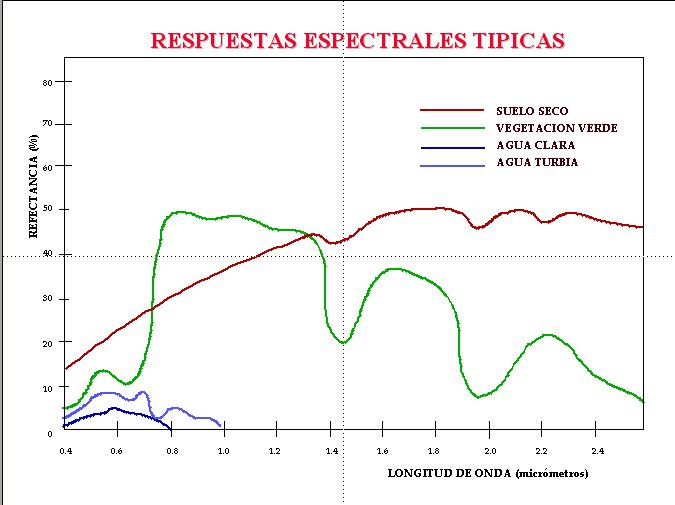 RESPUESTAS ESPECTRALES TIPICAS
REFECTANCIA (%)
80
70
60
50
40
30
20
10
0
SUELO SECO
VEGETACION VERDE
AGUA CLARA
AGUA TURBIA
0.4 0.6 0.8 1.0 1.2 1.4 1.6 1.8 2.0 2.2 2.4
LONGITUD DE ONDA (micrómetros)